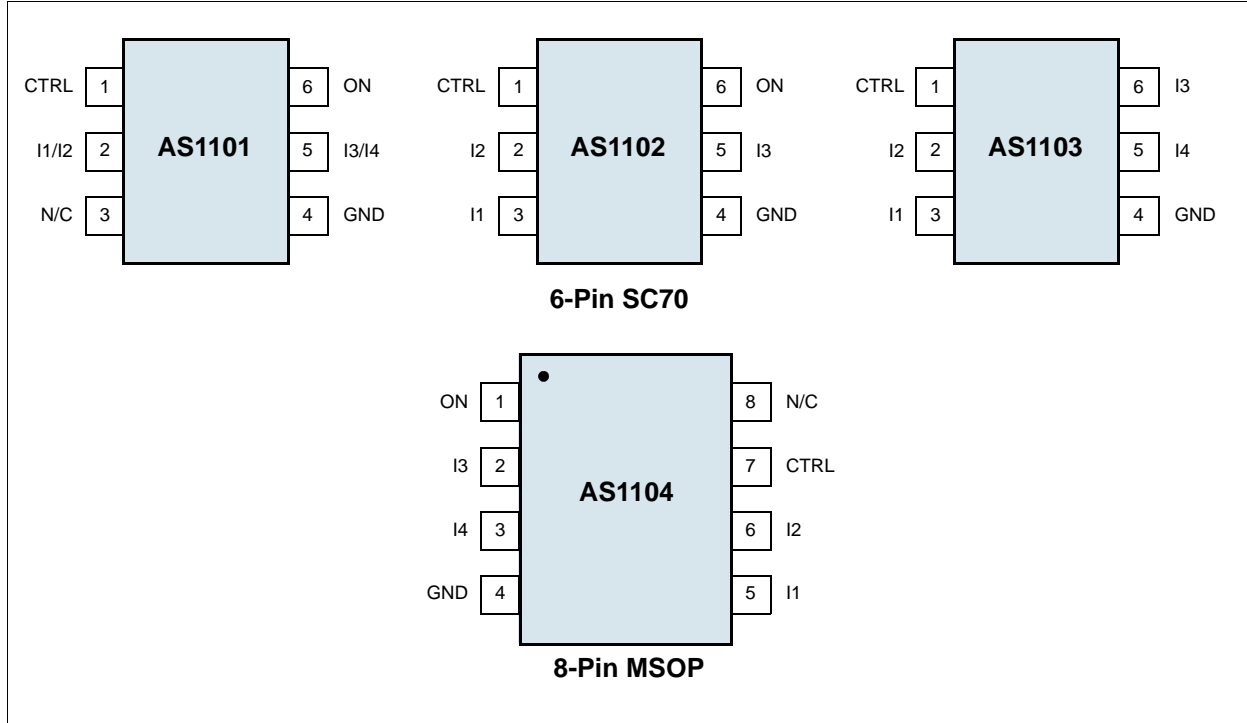 CTRL 1 6 ON
I1/I2 2 AS1101 5 I3/I4
N/C 3 4 GND
CTRL 1 6 ON
I2 2 AS1102 5 I3
I1 3 4 GND
CTRL 1 6 I3
I2 2 AS1103 5 I4
I1 3 4 GND
6-Pin SC70
ON 1 8 N/C
I3 2 7 CTRL
AS1104
I4 3 6 I2
GND 4 5 I1
8-Pin MSOP